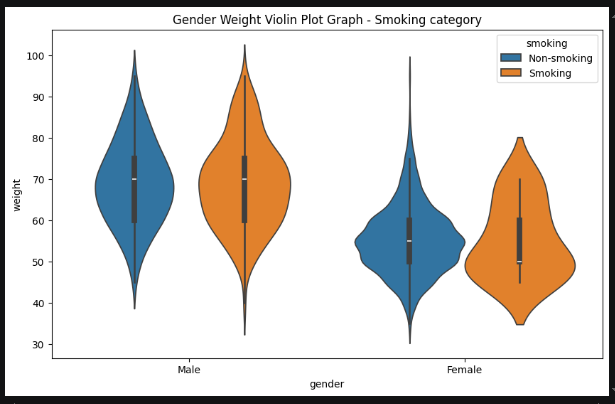 Gender Weight Violin Plot Graph - Smoking category
smoking
Non-smoking
Smoking
100
90
80
70
60
50
40
30
weight
Male
Female
gender